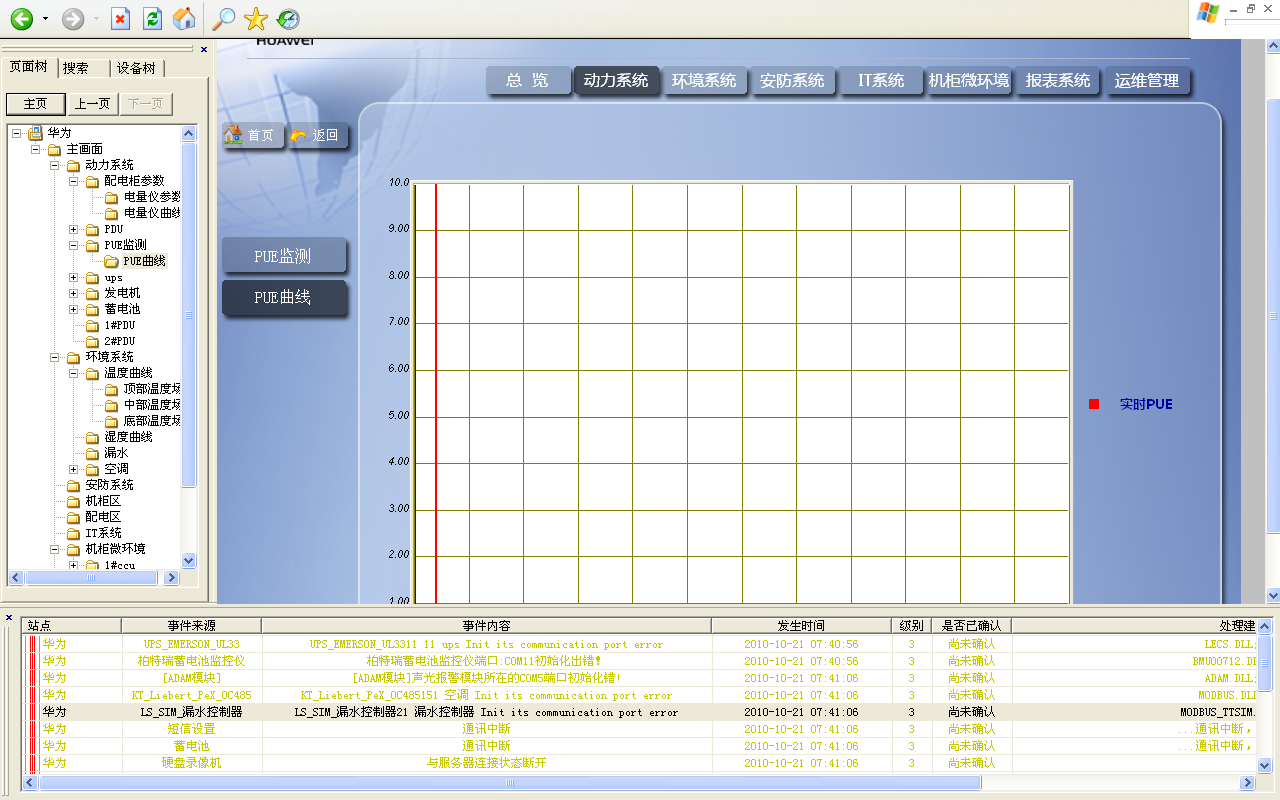 HUAWEI
页面树 搜索 设备树
主页 上一页 下一页
华为
主画面
动力系统
配电柜参数
电量仪参数
电量仪曲线
PDU
PUE监测
PUE曲线
ups
发电机
蓄电池
1#PDU
2#PDU
环境系统
温度曲线
顶部温度场
中部温度场
底部温度场
湿度曲线
漏水
空调
安防系统
机柜区
配电区
IT系统
机柜微环境
1#ccu
总 览 动力系统 环境系统 安防系统 IT系统 机柜微环境 报表系统 运维管理
首页 返回
PUE监测
PUE曲线
10.0
9.00
8.00
7.00
6.00
5.00
4.00
3.00
2.00
1.00
实时PUE
站点 事件来源 事件内容 发生时间 级别 是否已确认 处理建
华为 UPS_EMERSON_UL33 UPS_EMERSON_UL3311 11 ups Init its communication port error 2010-10-21 07:40:56 3 尚未确认 LECS.DLL;
华为 柏特瑞蓄电池监控仪 柏特瑞蓄电池监控仪端口:COM11初始化出错! 2010-10-21 07:40:56 3 尚未确认 BMU00712.DI
华为 [ADAM模块] [ADAM模块]声光报警模块所在的COM5端口初始化错! 2010-10-21 07:41:06 3 尚未确认 ADAM.DLL;
华为 KT_Liebert_PeX_OC485 KT_Liebert_PeX_OC485151 空调 Init its communication port error 2010-10-21 07:41:06 3 尚未确认 MODBUS.DLI
华为 LS_SIM_漏水控制器 LS_SIM_漏水控制器21 漏水控制器 Init its communication port error 2010-10-21 07:41:06 3 尚未确认 MODBUS_TTSIM.
华为 短信设置 通讯中断 2010-10-21 07:41:06 3 尚未确认 ...通讯中断，
华为 蓄电池 通讯中断 2010-10-21 07:41:06 3 尚未确认 ...通讯中断，
华为 硬盘录像机 与服务器连接状态断开 2010-10-21 07:41:06 3 尚未确认